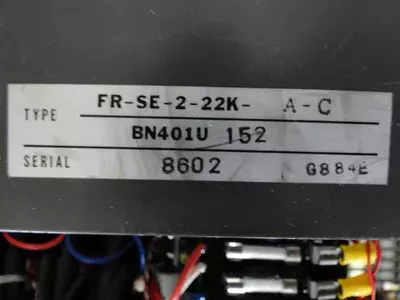 TYPE FR-SE-2-22K- A-C
BN401U 152
SERIAL 8602 G884E